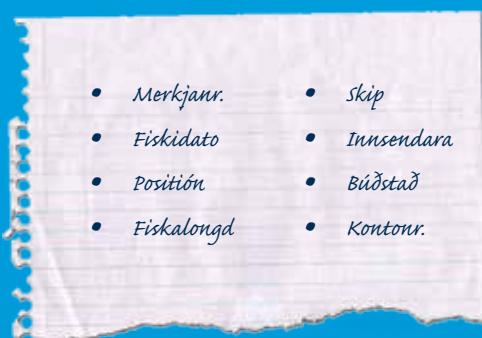 • Merkjanr.
• Fiskidato
• Positión
• Fiskalongd
• Skip
• Innsendara
• Búðstað
• Kontonr.